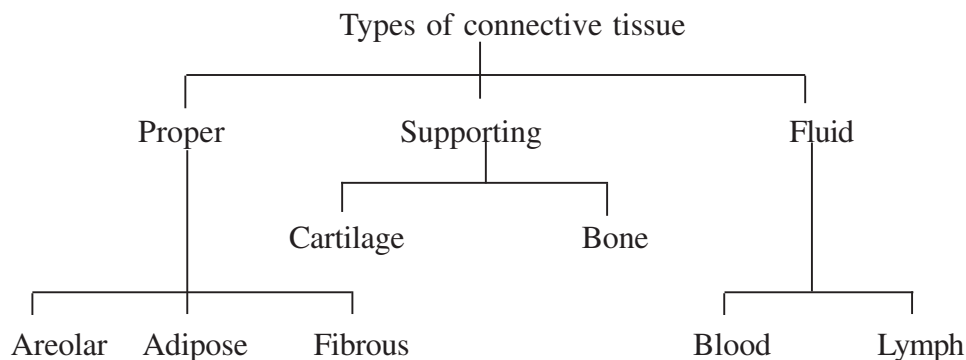 Types of connective tissue
Proper Supporting Fluid
Cartilage Bone
Areolar Adipose Fibrous Blood Lymph